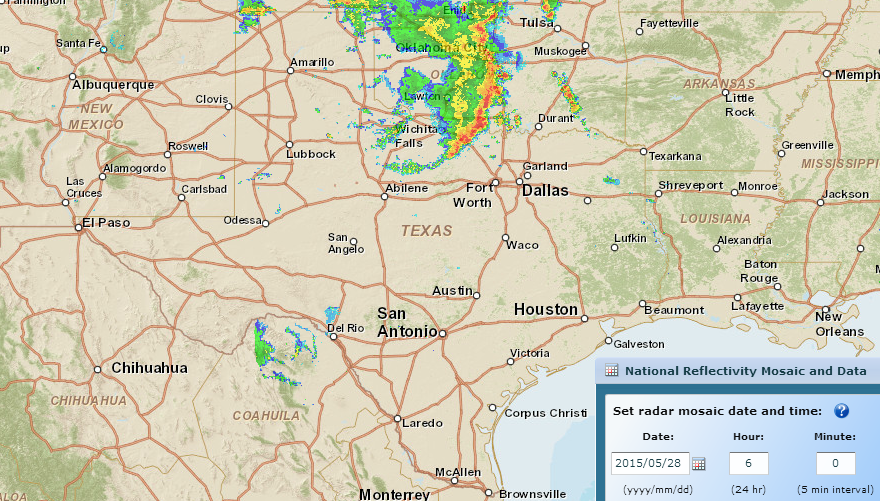 Farmington
Santa Fe
Enid
Tulsa
Fayetteville
Oklahoma City
Muskogee
Amarillo
Albuquerque
ARKANSAS
Memph
NEW
MEXICO
Clovis
Lawton
Little
Rock
Durant
Wichita
Falls
Roswell
Lubbock
Greenville
Texarkana
MISSISSIPPI
Alamogordo
Garland
Las
Cruces
Carlsbad
Abilene
Fort
Worth
Dallas
Shreveport
Monroe
Jackson
El Paso
Odessa
LOUISIANA
TEXAS
San
Angelo
Waco
Lufkin
Alexandria
Baton
Rouge
Austin
San
Antonio
Houston
Beaumont
Lafayette
New
Orleans
Del Rio
Galveston
Victoria
Chihuahua
National Reflectivity Mosaic and Data
CHIHUAHUA
COAHUILA
Corpus Christi
Set radar mosaic date and time: ?
Laredo
Date: Hour: Minute:
2015/05/28 6 0
(yyyy/mm/dd) (24 hr) (5 min interval)
McAllen
Monterrey
Brownsville